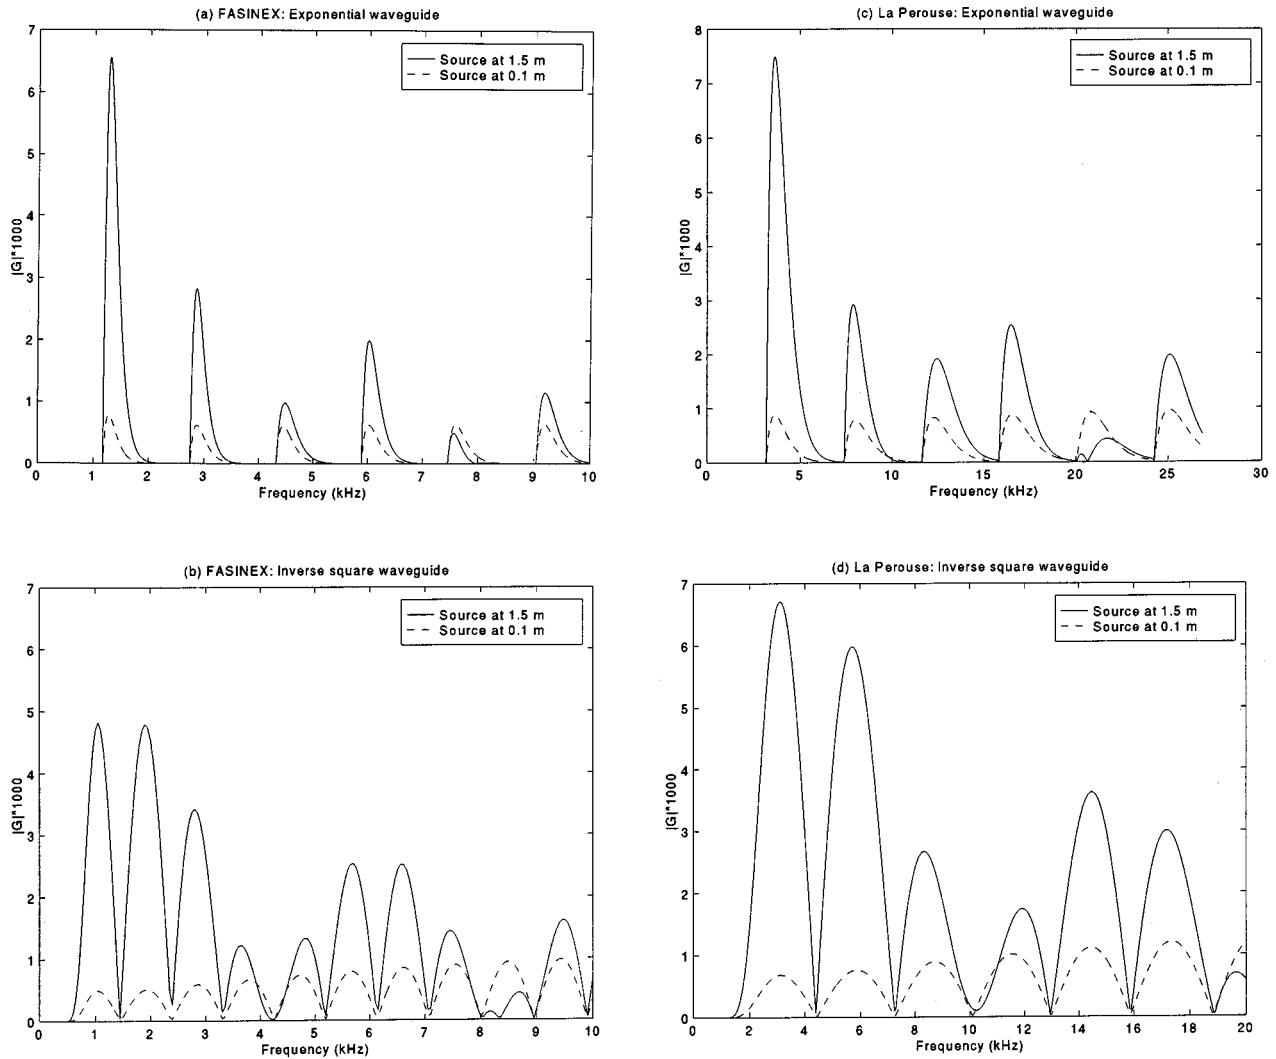 (a) FASINEX: Exponential waveguide
7
6
5
4
3
2
1
0
|G|*1000
Source at 1.5 m
Source at 0.1 m
0 1 2 3 4 5 6 7 8 9 10
Frequency (kHz)
(c) La Perouse: Exponential waveguide
8
7
6
5
4
3
2
1
0
|G|*1000
Source at 1.5 m
Source at 0.1 m
0 5 10 15 20 25 30
Frequency (kHz)
(b) FASINEX: Inverse square waveguide
7
6
5
4
3
2
1
0
|G|*1000
Source at 1.5 m
Source at 0.1 m
0 1 2 3 4 5 6 7 8 9 10
Frequency (kHz)
(d) La Perouse: Inverse square waveguide
7
6
5
4
3
2
1
0
|G|*1000
Source at 1.5 m
Source at 0.1 m
0 2 4 6 8 10 12 14 16 18 20
Frequency (kHz)